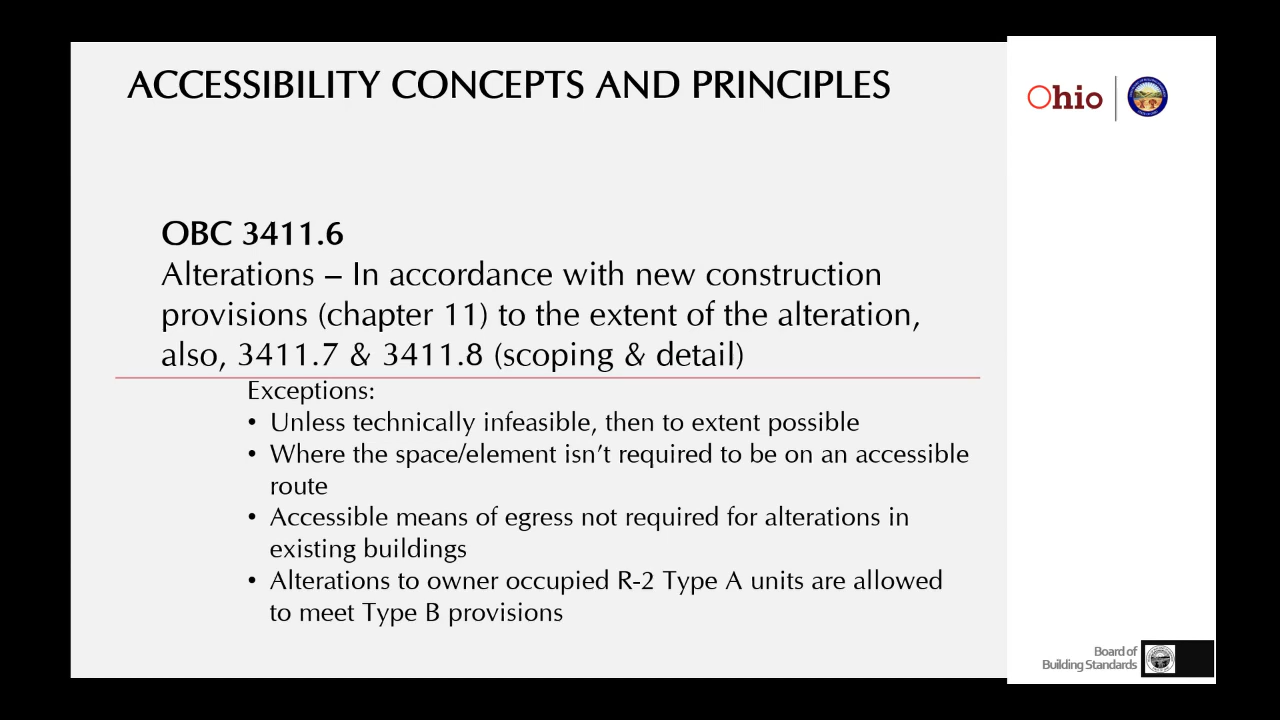 ACCESSIBILITY CONCEPTS AND PRINCIPLES
Ohio
OBC 3411.6
Alterations – In accordance with new construction
provisions (chapter 11) to the extent of the alteration,
also, 3411.7 & 3411.8 (scoping & detail)
Exceptions:
• Unless technically infeasible, then to extent possible
• Where the space/element isn't required to be on an accessible
route
• Accessible means of egress not required for alterations in
existing buildings
• Alterations to owner occupied R-2 Type A units are allowed
to meet Type B provisions
Board of
Building Standards